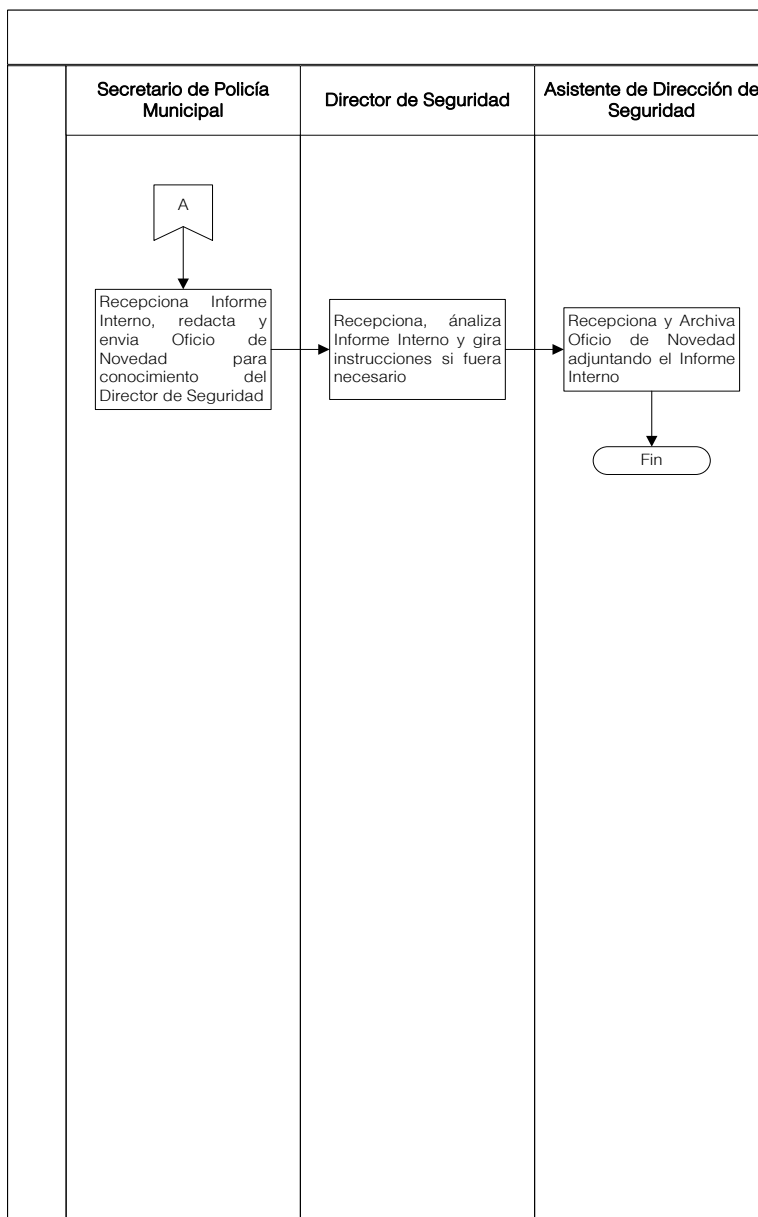 Secretario de Policía
Municipal
Director de Seguridad
Asistente de Dirección de
Seguridad
A
Recepciona Informe
Interno, redacta y
envia Oficio de
Novedad para
conocimiento del
Director de Seguridad
Recepciona, ánaliza
Informe Interno y gira
instrucciones si fuera
necesario
Recepciona y Archiva
Oficio de Novedad
adjuntando el Informe
Interno
Fin